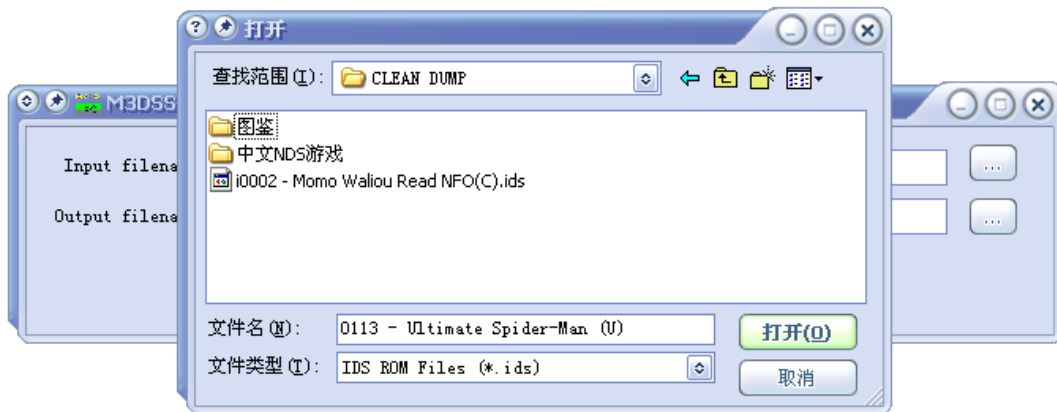 打开
查找范围(I): CLEAN DUMP
M3DSS
图鉴
中文NDS游戏
i0002 - Momo Waliou Read NFO(C).ids
Input filena
...
Output filena
...
文件名(N): 0113 - Ultimate Spider-Man (U)
打开(O)
文件类型(T): IDS ROM Files (*.ids)
取消